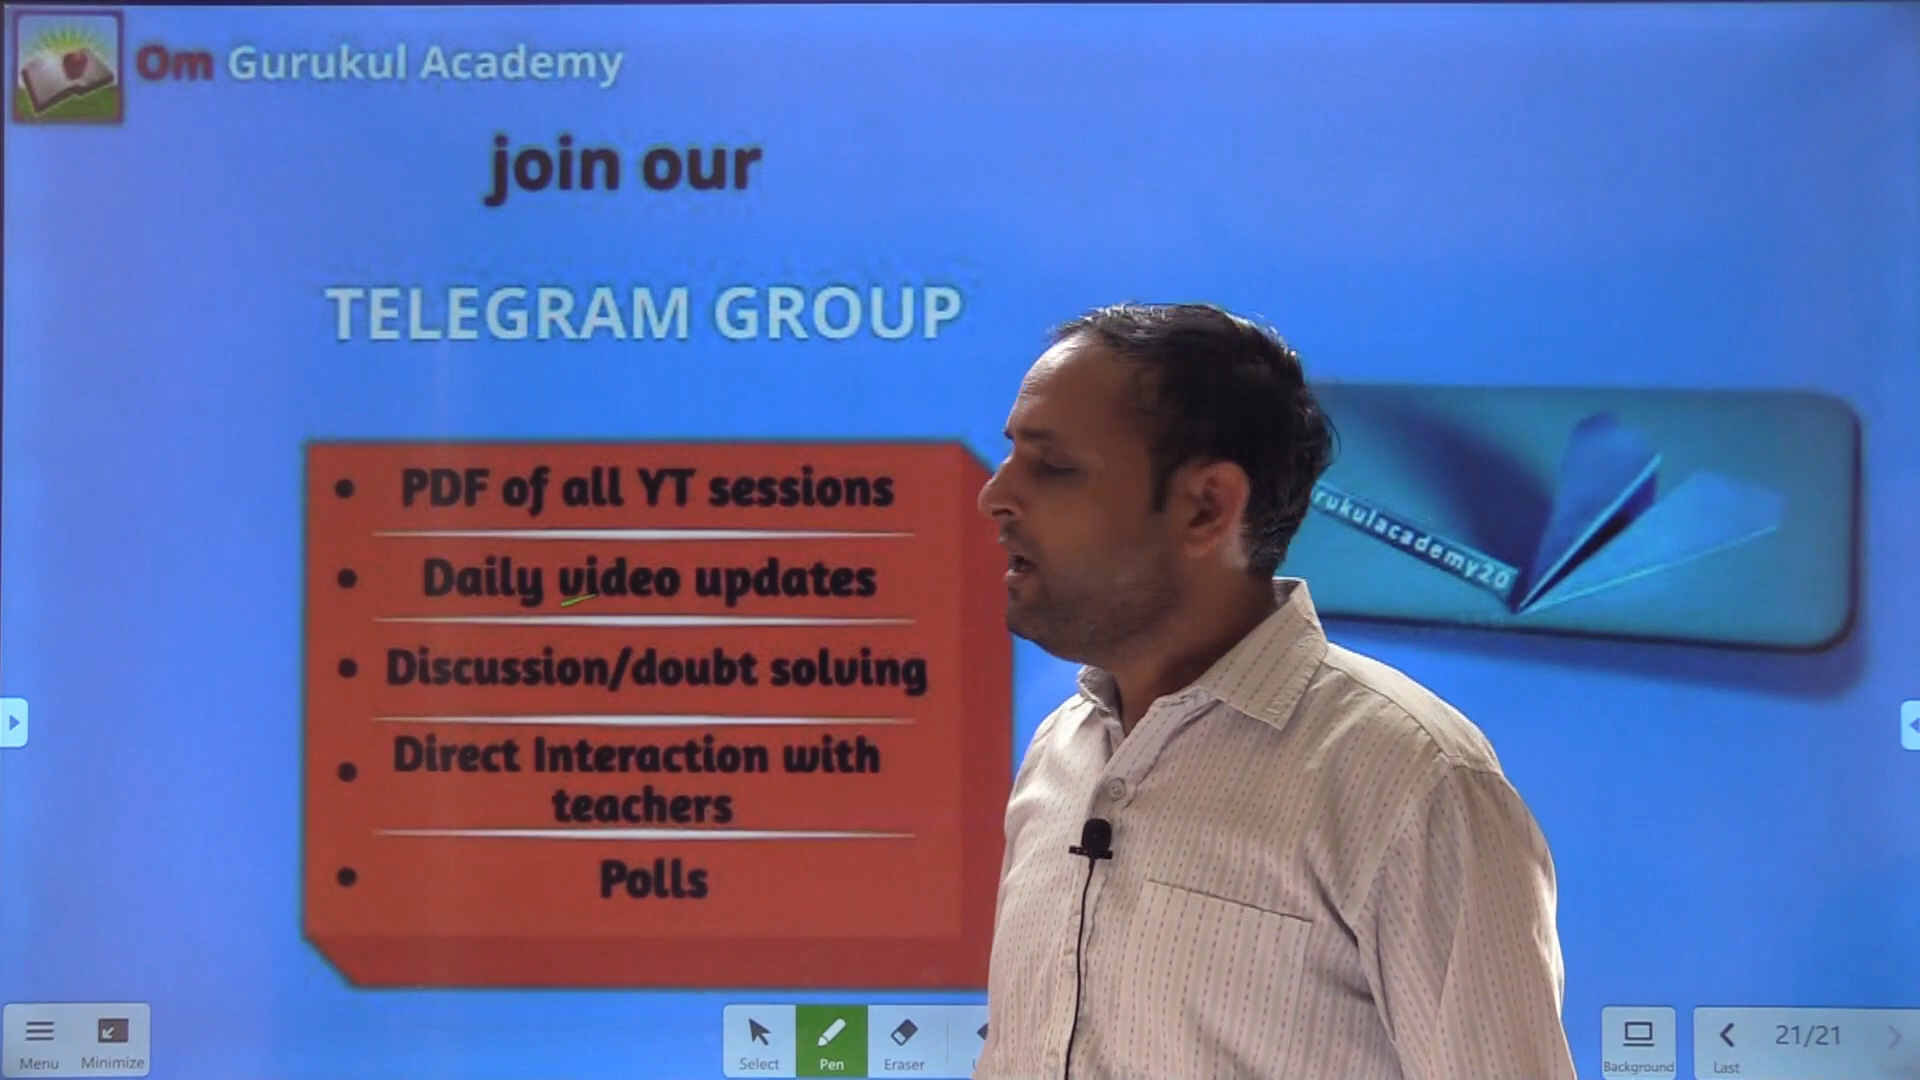 Om Gurukul Academy
join our
TELEGRAM GROUP
• PDF of all YT sessions
• Daily video updates
• Discussion/doubt solving
• Direct Interaction with
teachers
• Polls
rukulacademy20
Menu
Minimize
Select
Pen
Eraser
Background
Last
21/21